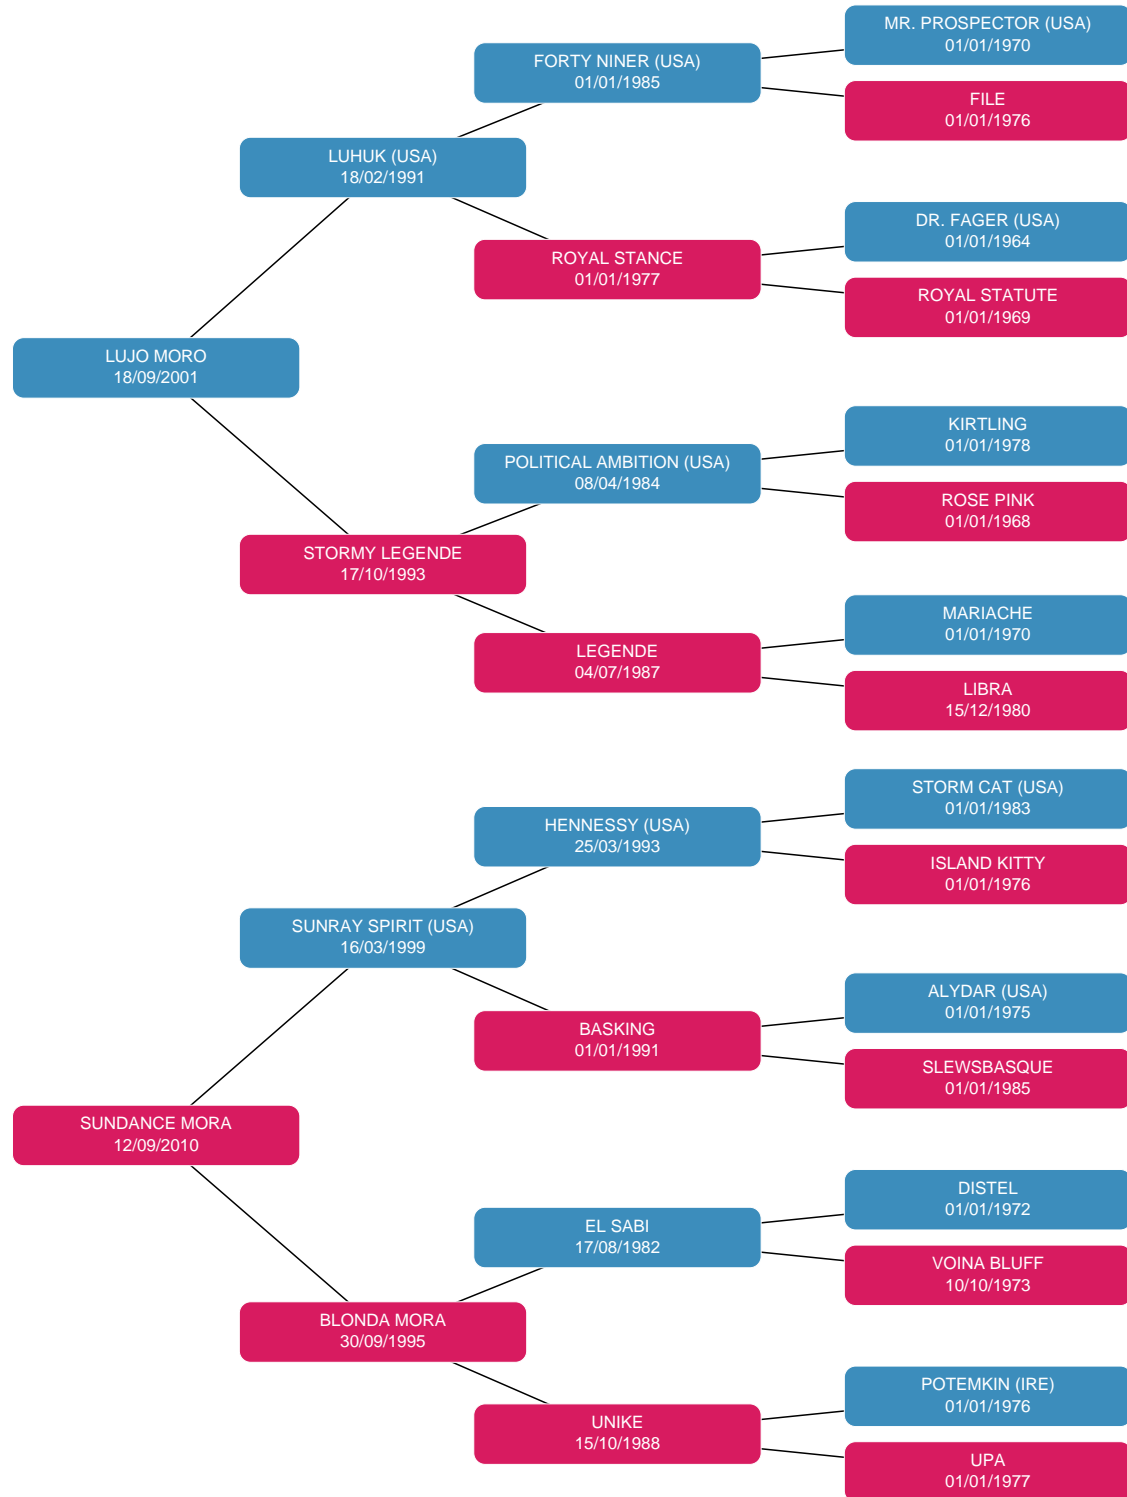 MR. PROSPECTOR (USA)
01/01/1970
FORTY NINER (USA)
01/01/1985
FILE
01/01/1976
LUHUK (USA)
18/02/1991
DR. FAGER (USA)
01/01/1964
ROYAL STANCE
01/01/1977
ROYAL STATUTE
01/01/1969
LUJO MORO
18/09/2001
KIRTLING
01/01/1978
POLITICAL AMBITION (USA)
08/04/1984
ROSE PINK
01/01/1968
STORMY LEGENDE
17/10/1993
MARIACHE
01/01/1970
LEGENDE
04/07/1987
LIBRA
15/12/1980
STORM CAT (USA)
01/01/1983
HENNESSY (USA)
25/03/1993
ISLAND KITTY
01/01/1976
SUNRAY SPIRIT (USA)
16/03/1999
ALYDAR (USA)
01/01/1975
BASKING
01/01/1991
SLEWSBASQUE
01/01/1985
SUNDANCE MORA
12/09/2010
DISTEL
01/01/1972
EL SABI
17/08/1982
VOINA BLUFF
10/10/1973
BLONDA MORA
30/09/1995
POTEMKIN (IRE)
01/01/1976
UNIKE
15/10/1988
UPA
01/01/1977